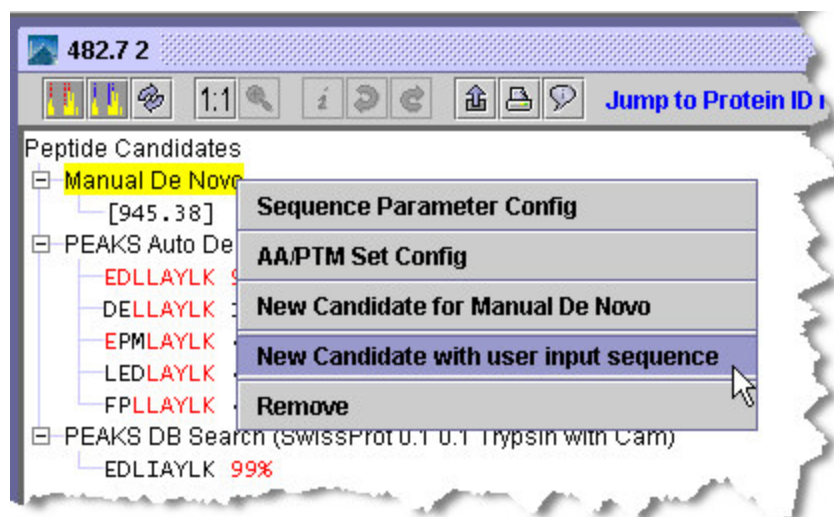 482.7 2
1:1 i Jump to Protein ID
Peptide Candidates
Manual De Novo
[945.38]
Sequence Parameter Config
PEAKS Auto De
AA/PTM Set Config
EDLLAYLK
New Candidate for Manual De Novo
DELLAYLK
EPMLAYLK
New Candidate with user input sequence
LEDLAYLK
FPLLAYLK
Remove
PEAKS DB Search (SwissProt 0.1 0.1 Trypsin with Cam)
EDLIAYLK 99%